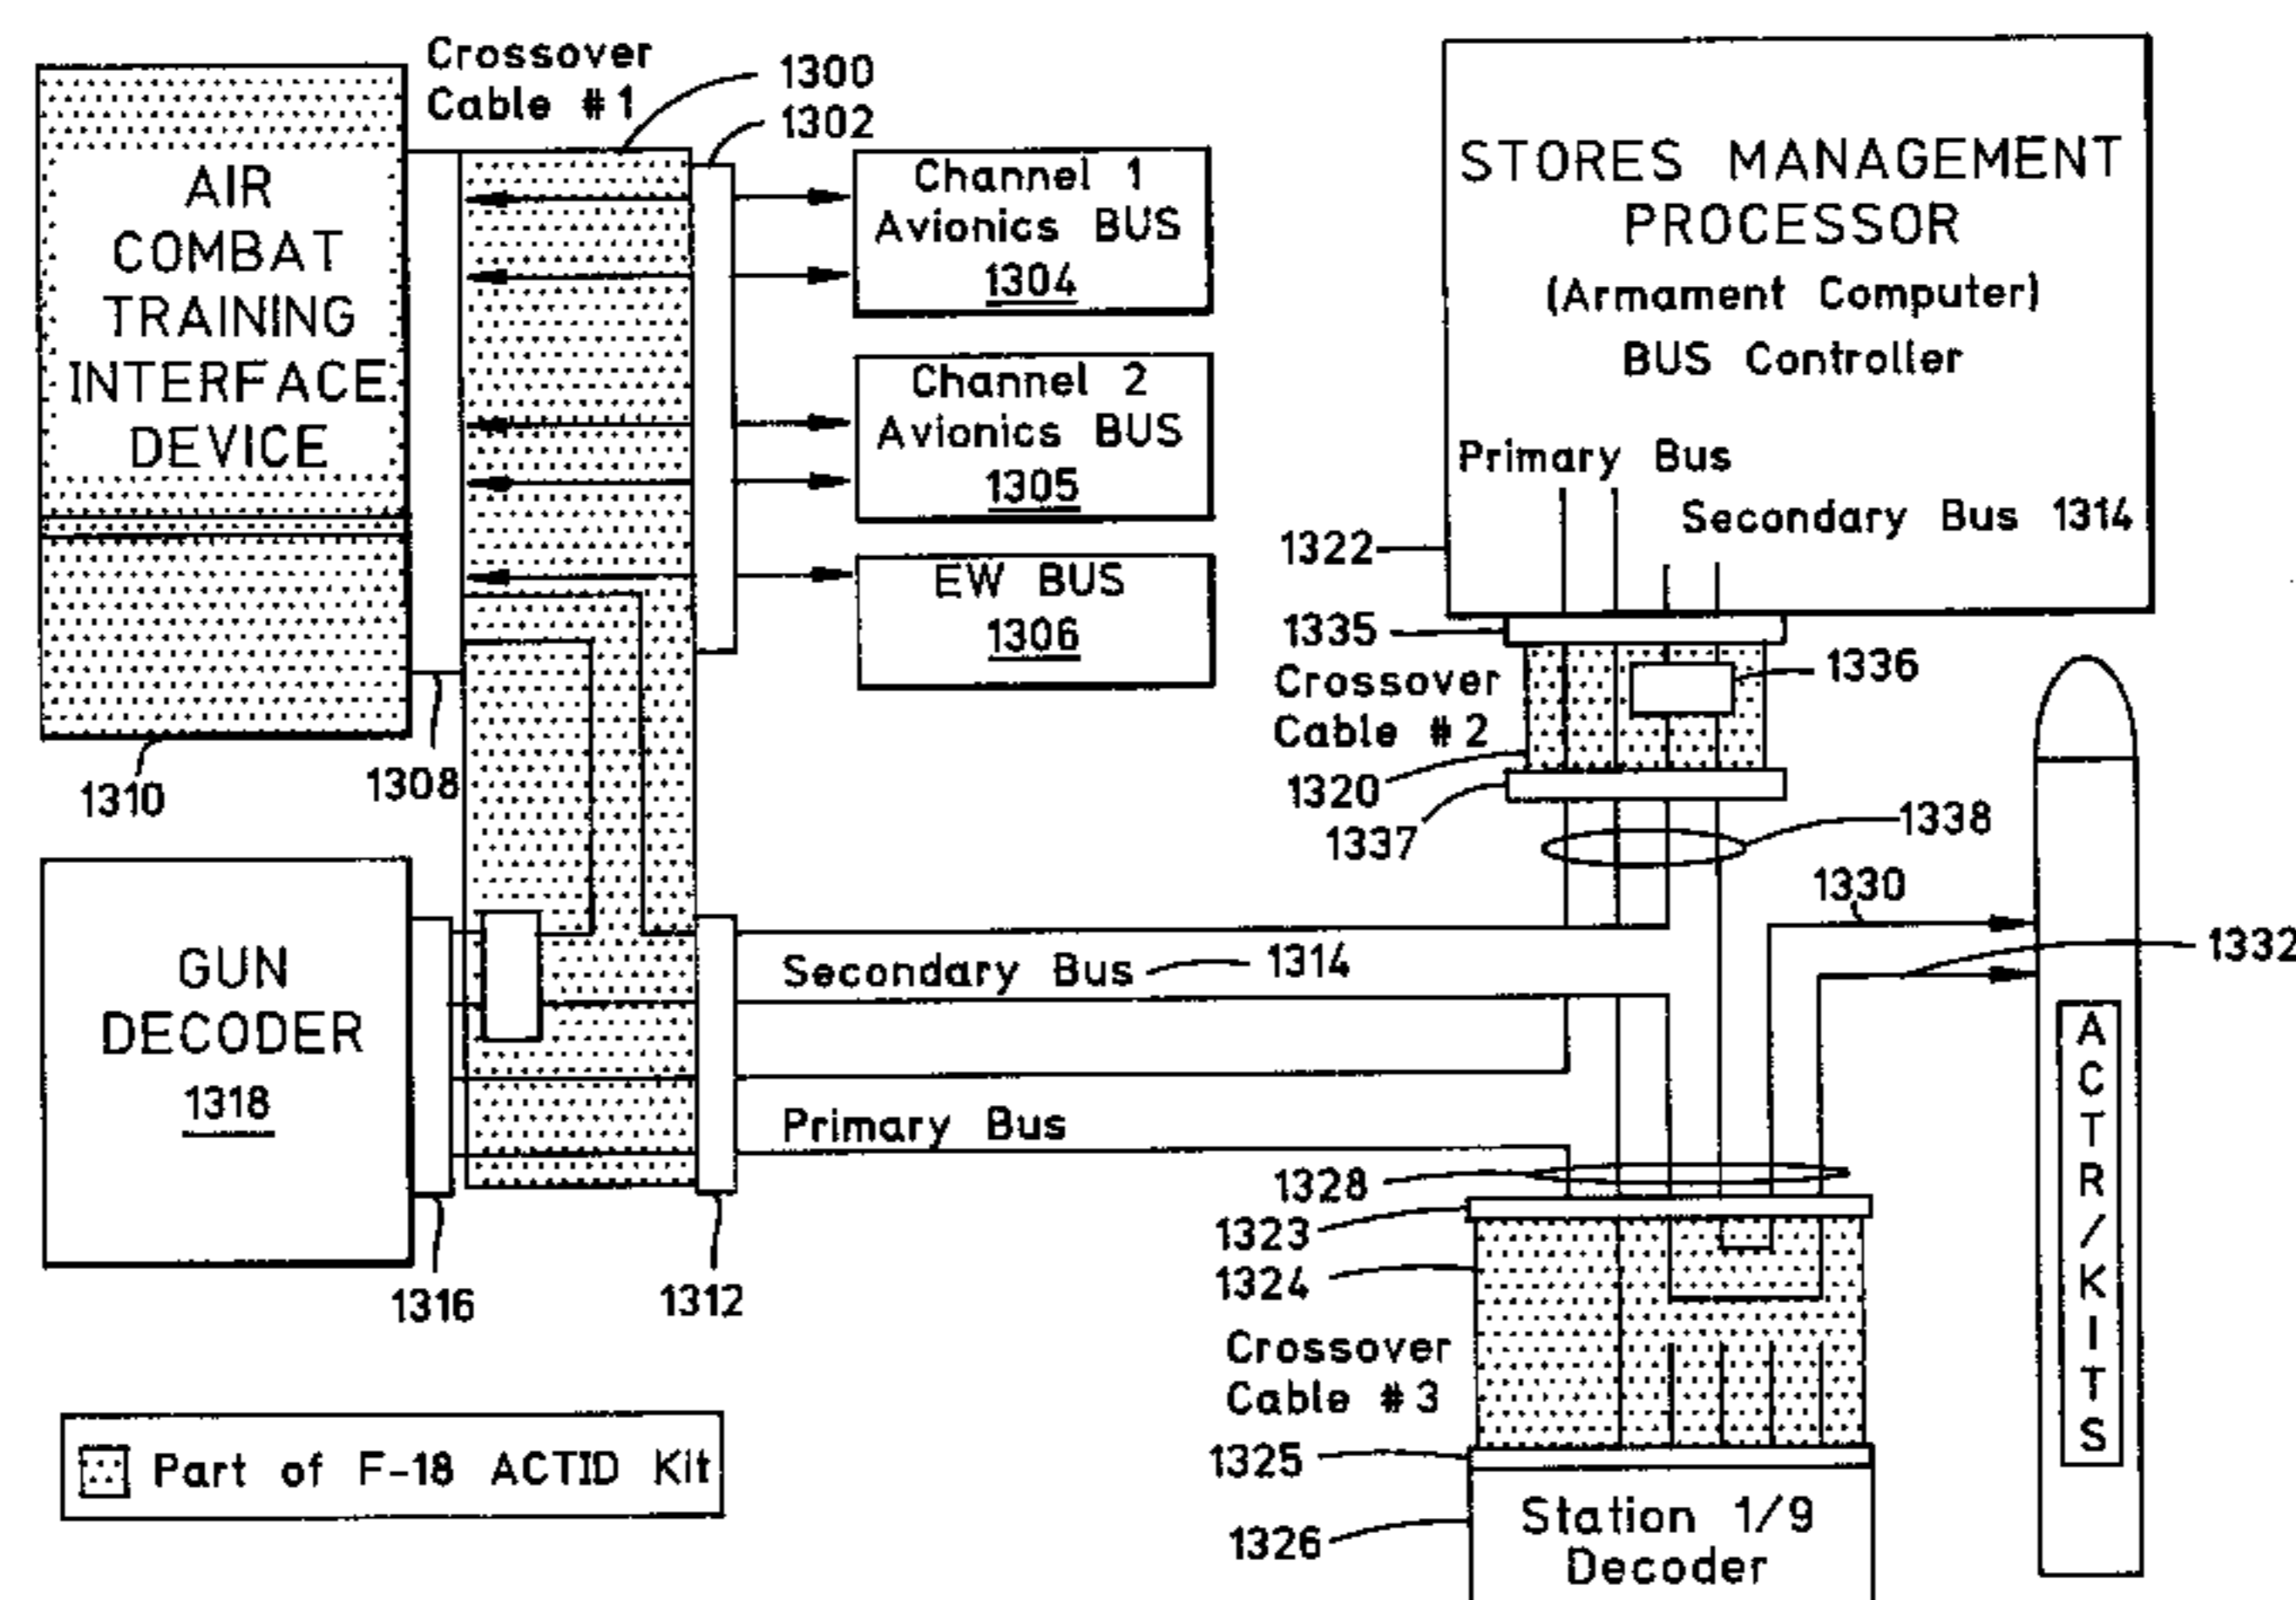 Crossover
Cable #1
1300
1302
AIR
COMBAT
TRAINING
INTERFACE
DEVICE
Channel 1
Avionics BUS
1304
Channel 2
Avionics BUS
1305
EW BUS
1306
1310
1308
STORES MANAGEMENT
PROCESSOR
(Armament Computer)
BUS Controller
Primary Bus
Secondary Bus 1314
1322
1335
1336
Crossover
Cable #2
1320
1337
1338
1330
1332
GUN
DECODER
1318
Secondary Bus 1314
Primary Bus
1316
1312
1328
1323
1324
Crossover
Cable #3
1325
1326
Station 1/9
Decoder
ACTR/KITS
Part of F-18 ACTID Kit